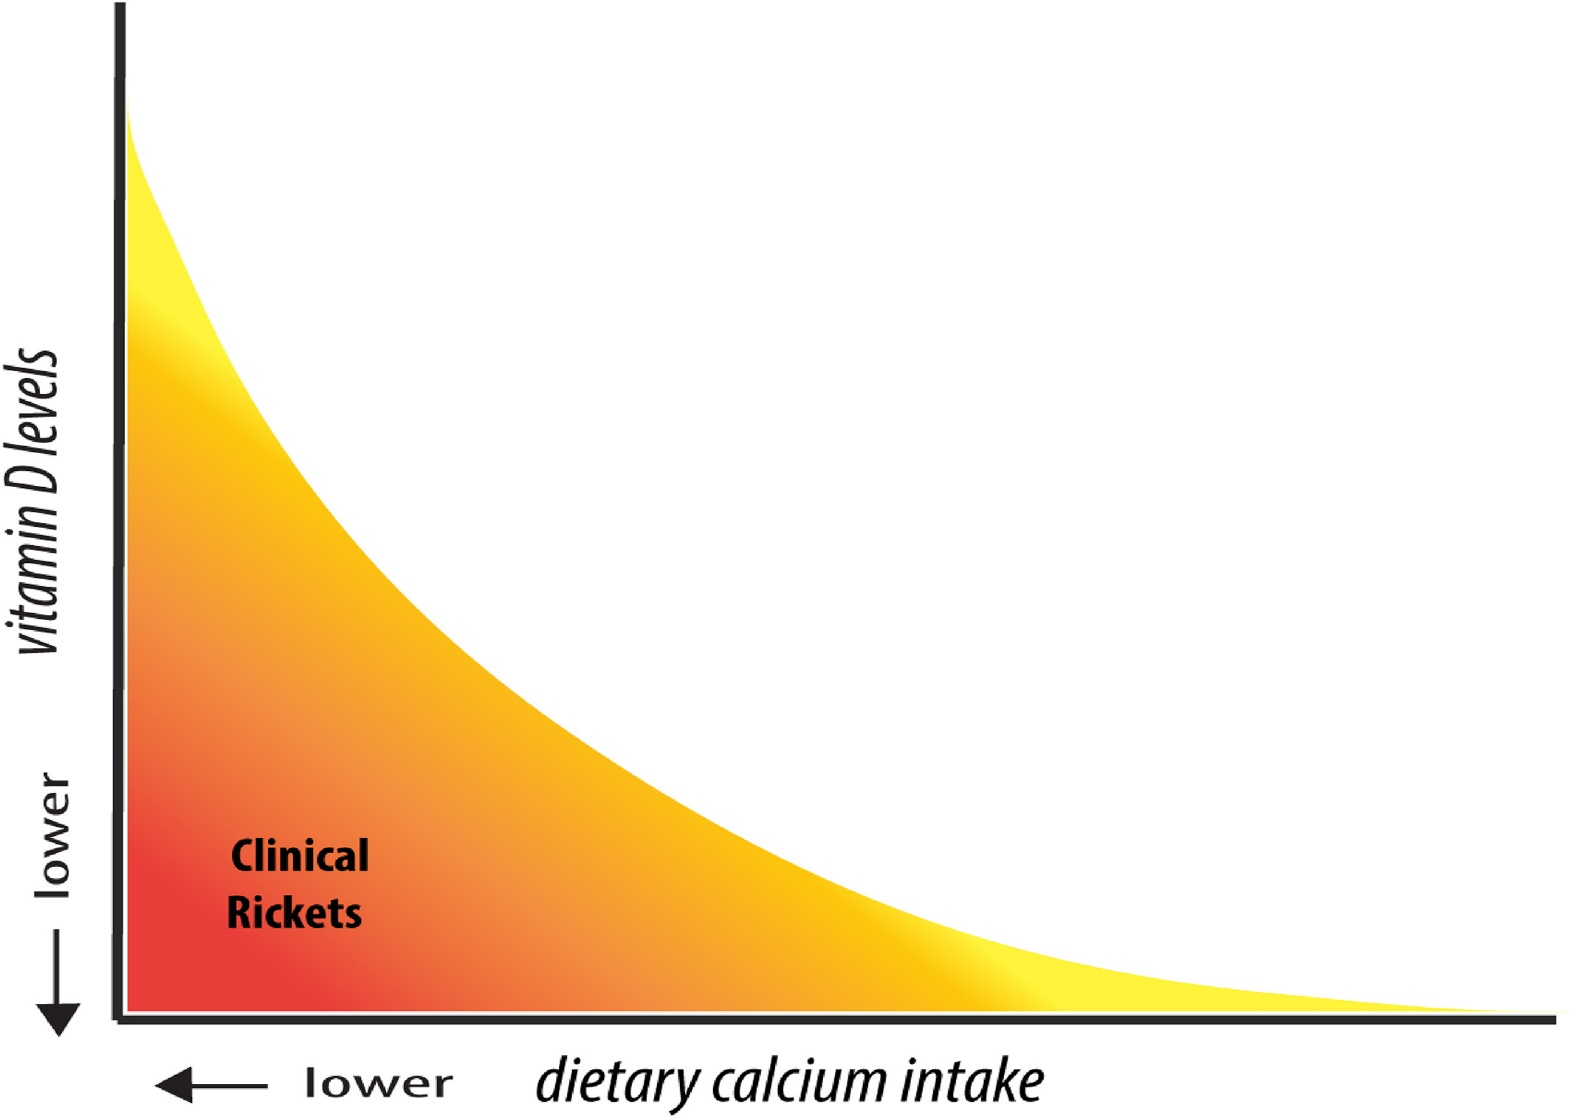 vitamin D levels
lower
Clinical
Rickets
lower
dietary calcium intake